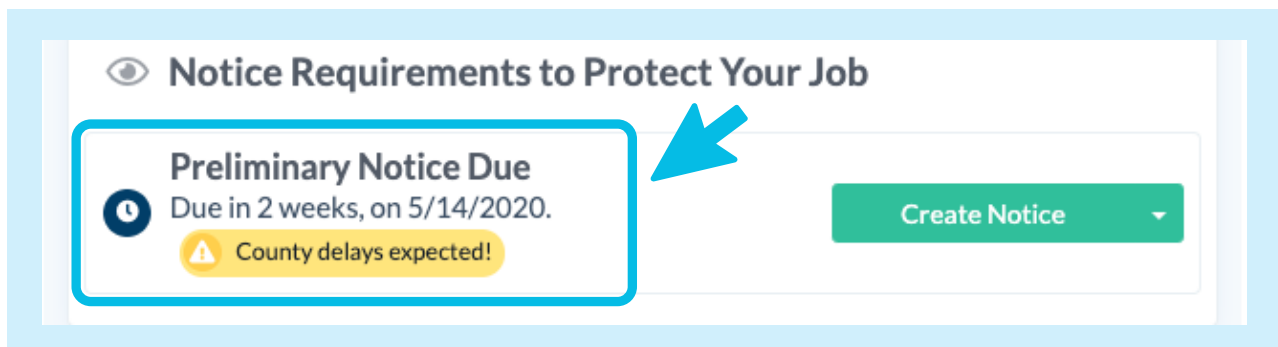 Notice Requirements to Protect Your Job
Preliminary Notice Due
Due in 2 weeks, on 5/14/2020.
County delays expected!
Create Notice